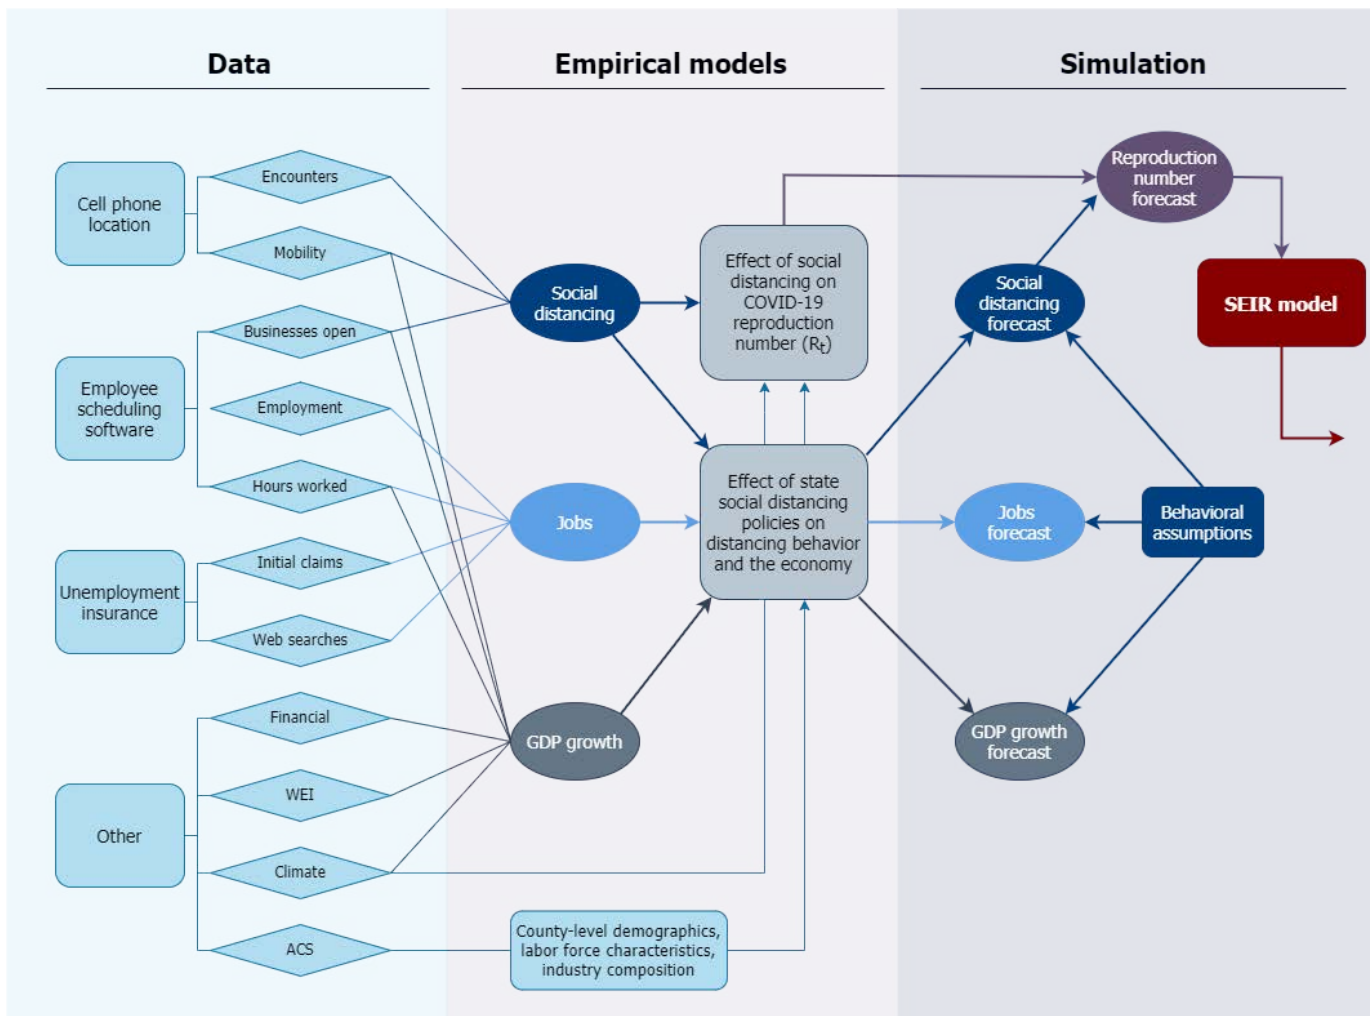 Data
Empirical models
Simulation
Cell phone
location
Encounters
Mobility
Employee
scheduling
software
Businesses open
Employment
Hours worked
Unemployment
insurance
Initial claims
Web searches
Other
Financial
WEI
Climate
ACS
Social
distancing
Jobs
GDP growth
County-level demographics,
labor force characteristics,
industry composition
Effect of social
distancing on
COVID-19
reproduction
number (Rt)
Effect of state
social distancing
policies on
distancing behavior
and the economy
Reproduction
number
forecast
Social
distancing
forecast
SEIR model
Jobs
forecast
Behavioral
assumptions
GDP growth
forecast